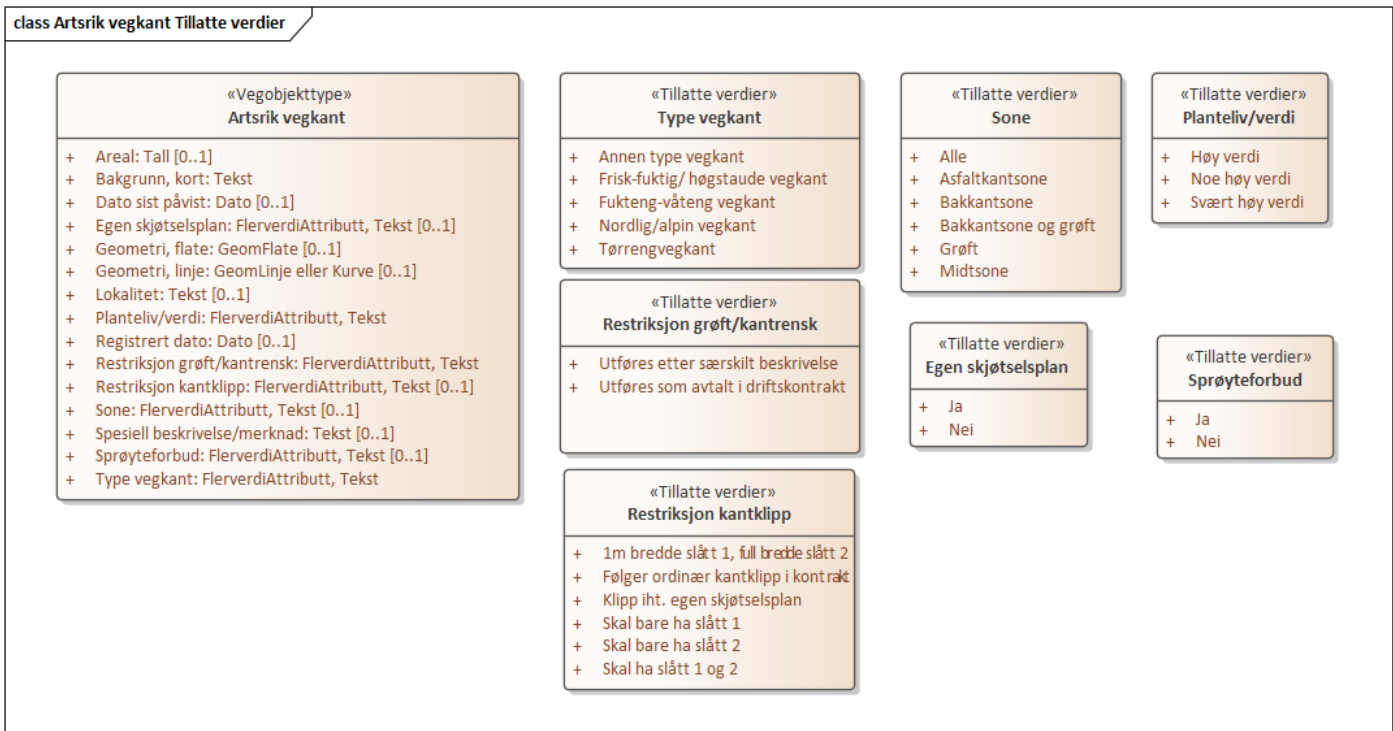 class Artsrik vegkant Tillatte verdier
«Vegobjekttype»
Artsrik vegkant
+ Areal: Tall [0..1]
+ Bakgrunn, kort: Tekst
+ Dato sist påvist: Dato [0..1]
+ Egen skjøtselsplan: FlerverdiAttributt, Tekst [0..1]
+ Geometri, flate: GeomFlate [0..1]
+ Geometri, linje: GeomLinje eller Kurve [0..1]
+ Lokalitet: Tekst [0..1]
+ Planteliv/verdi: FlerverdiAttributt, Tekst
+ Registrert dato: Dato [0..1]
+ Restriksjon grøft/kantrensk: FlerverdiAttributt, Tekst
+ Restriksjon kantklipp: FlerverdiAttributt, Tekst [0..1]
+ Sone: FlerverdiAttributt, Tekst [0..1]
+ Spesiell beskrivelse/merknad: Tekst [0..1]
+ Sprøyteforbud: FlerverdiAttributt, Tekst [0..1]
+ Type vegkant: FlerverdiAttributt, Tekst
«Tillatte verdier»
Type vegkant
+ Annen type vegkant
+ Frisk-fuktig/ høgstaude vegkant
+ Fukteng-våteng vegkant
+ Nordlig/alpin vegkant
+ Tørrengvegkant
«Tillatte verdier»
Restriksjon grøft/kantrensk
+ Utføres etter særskilt beskrivelse
+ Utføres som avtalt i driftskontrakt
«Tillatte verdier»
Restriksjon kantklipp
+ 1m bredde slått 1, full bredde slått 2
+ Følger ordinær kantklipp i kontrakt
+ Klipp iht. egen skjøtselsplan
+ Skal bare ha slått 1
+ Skal bare ha slått 2
+ Skal ha slått 1 og 2
«Tillatte verdier»
Sone
+ Alle
+ Asfaltkantsone
+ Bakkantsone
+ Bakkantsone og grøft
+ Grøft
+ Midtsone
«Tillatte verdier»
Egen skjøtselsplan
+ Ja
+ Nei
«Tillatte verdier»
Planteliv/verdi
+ Høy verdi
+ Noe høy verdi
+ Svært høy verdi
«Tillatte verdier»
Sprøyteforbud
+ Ja
+ Nei